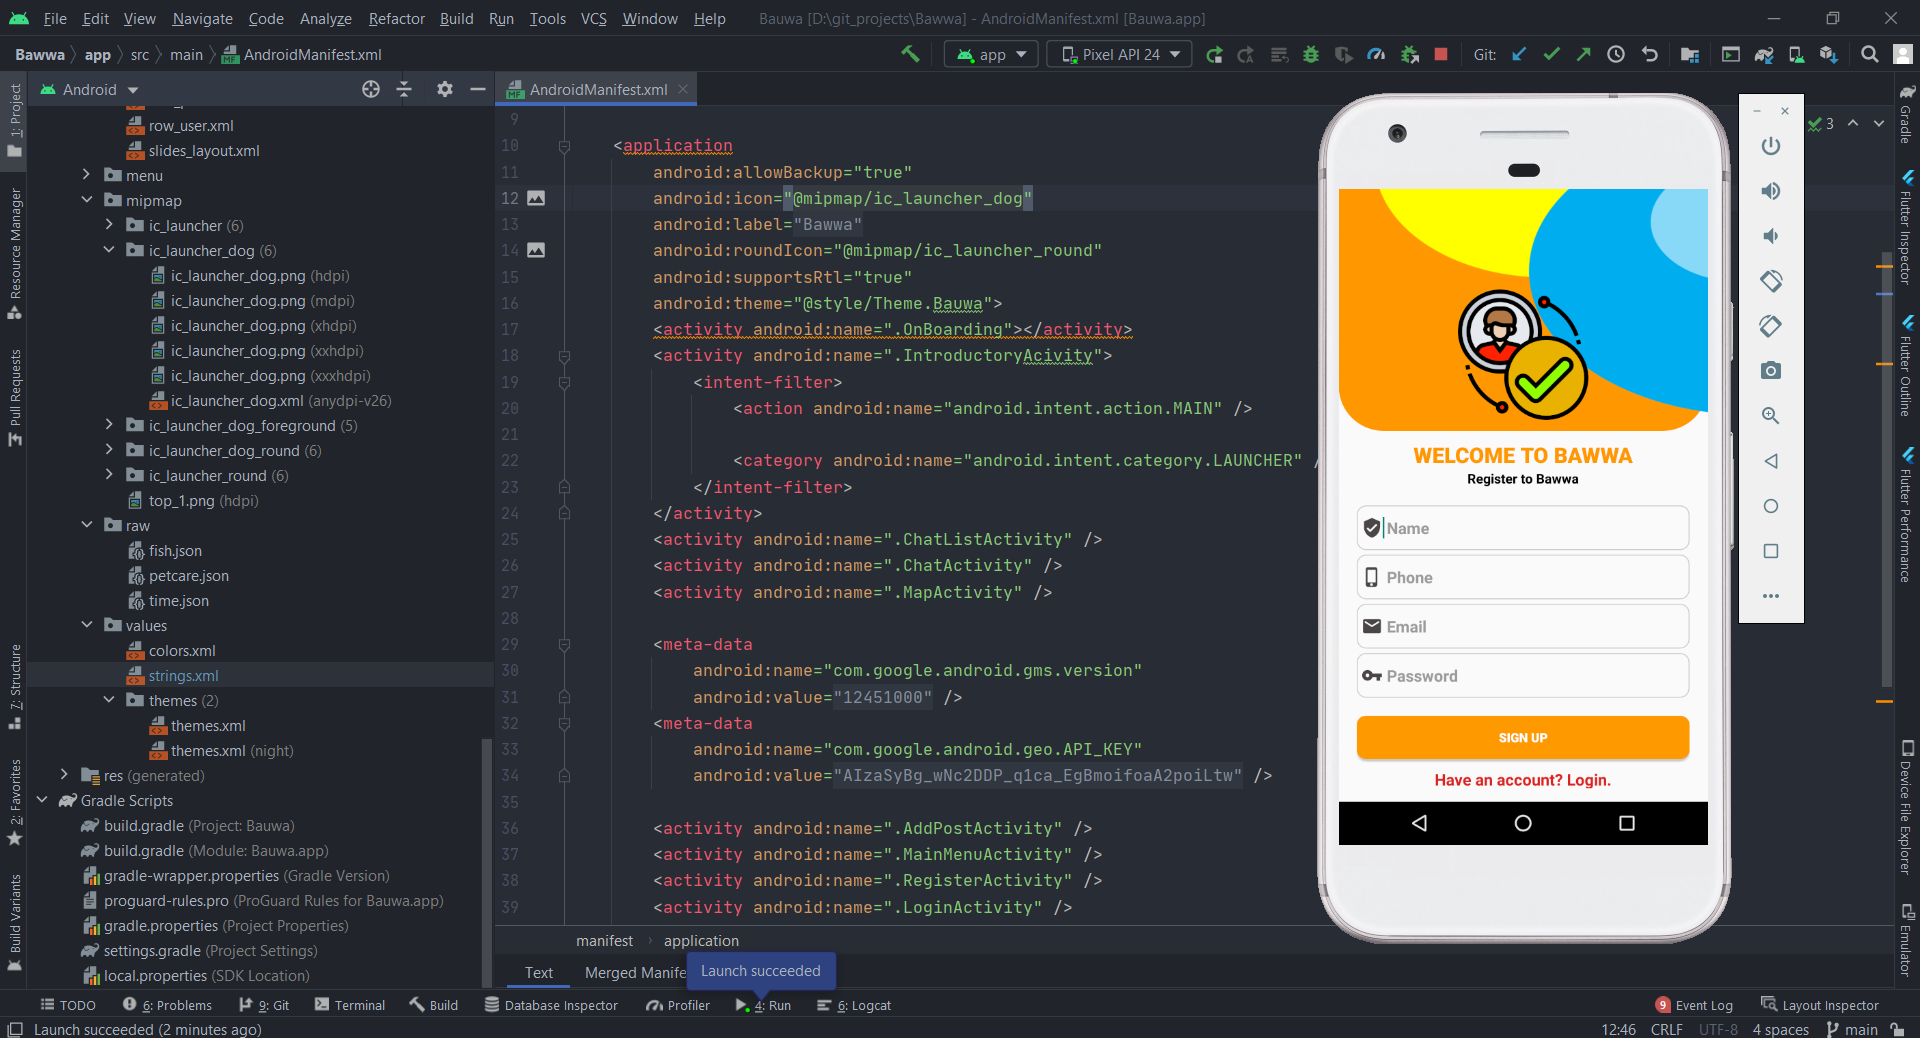 File Edit View Navigate Code Analyze Refactor Build Run Tools VCS Window Help Bauwa [D:\git_projects\Bawwa] - AndroidManifest.xml [Bauwa.app]
Bawwa app src main AndroidManifest.xml
app Pixel API 24 Git:
Android
AndroidManifest.xml
row_user.xml
slides_layout.xml
menu
mipmap
ic_launcher (6)
ic_launcher_dog (6)
ic_launcher_dog.png (hdpi)
ic_launcher_dog.png (mdpi)
ic_launcher_dog.png (xhdpi)
ic_launcher_dog.png (xxhdpi)
ic_launcher_dog.png (xxxhdpi)
ic_launcher_dog.xml (anydpi-v26)
ic_launcher_dog_foreground (5)
ic_launcher_dog_round (6)
ic_launcher_round (6)
top_1.png (hdpi)
raw
fish.json
petcare.json
time.json
values
colors.xml
strings.xml
themes (2)
themes.xml
themes.xml (night)
res (generated)
Gradle Scripts
build.gradle (Project: Bauwa)
build.gradle (Module: Bauwa.app)
gradle-wrapper.properties (Gradle Version)
proguard-rules.pro (ProGuard Rules for Bauwa.app)
gradle.properties (Project Properties)
settings.gradle (Project Settings)
local.properties (SDK Location)
1: Project
Resource Manager
Pull Requests
7: Structure
2: Favorites
Build Variants
9
10 <application
11 android:allowBackup="true"
12 android:icon="@mipmap/ic_launcher_dog"
13 android:label="Bawwa"
14 android:roundIcon="@mipmap/ic_launcher_round"
15 android:supportsRtl="true"
16 android:theme="@style/Theme.Bauwa">
17 <activity android:name=".OnBoarding"></activity>
18 <activity android:name=".IntroductoryAcivity">
19 <intent-filter>
20 <action android:name="android.intent.action.MAIN" />
21
22 <category android:name="android.intent.category.LAUNCHER" /
23 </intent-filter>
24 </activity>
25 <activity android:name=".ChatListActivity" />
26 <activity android:name=".ChatActivity" />
27 <activity android:name=".MapActivity" />
28
29 <meta-data
30 android:name="com.google.android.gms.version"
31 android:value="12451000" />
32 <meta-data
33 android:name="com.google.android.geo.API_KEY"
34 android:value="AIzaSyBg_wNc2DDP_q1ca_EgBmoifoaA2poiLtw" />
35
36 <activity android:name=".AddPostActivity" />
37 <activity android:name=".MainMenuActivity" />
38 <activity android:name=".RegisterActivity" />
39 <activity android:name=".LoginActivity" />
manifest application
Text Merged Manife
Launch succeeded
WELCOME TO BAWWA
Register to Bawwa
Name
Phone
Email
Password
SIGN UP
Have an account? Login.
3
Gradle
Flutter Inspector
Flutter Outline
Flutter Performance
Device File Explorer
Emulator
TODO 6: Problems 9: Git Terminal Build Database Inspector Profiler 4: Run 6: Logcat 9 Event Log Layout Inspector
Launch succeeded (2 minutes ago) 12:46 CRLF UTF-8 4 spaces main